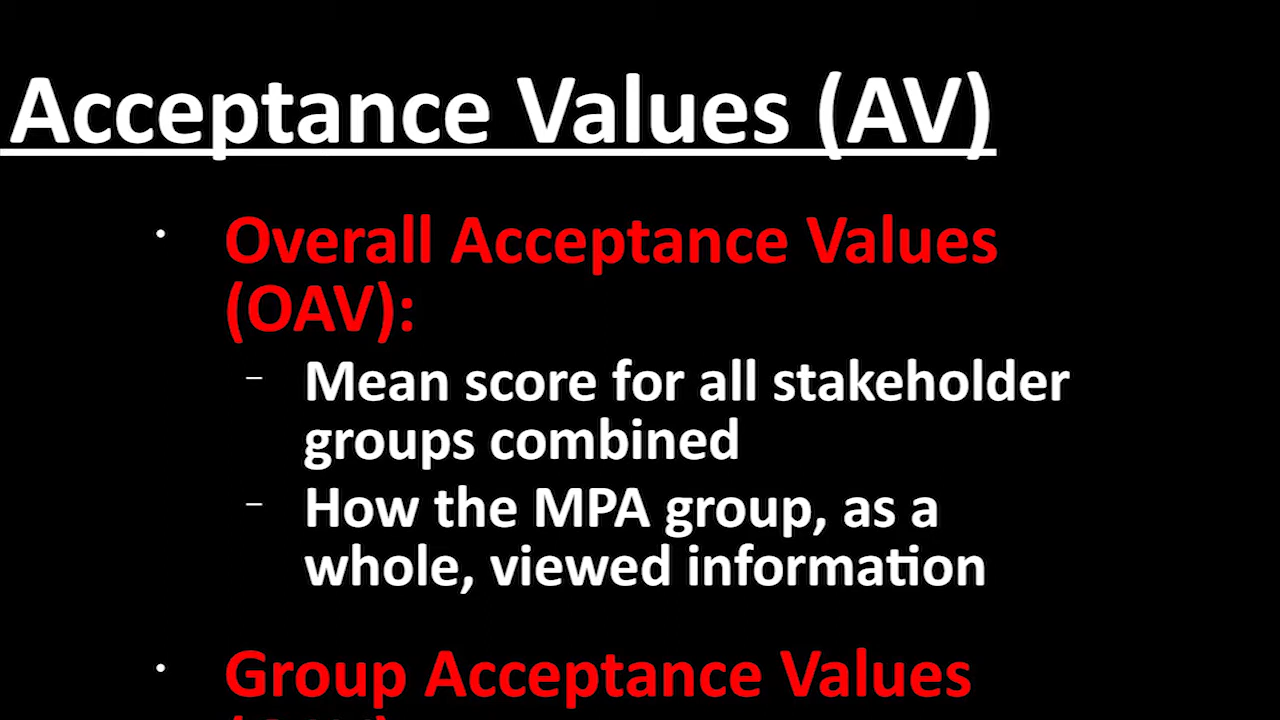 Acceptance Values (AV)
• Overall Acceptance Values
(OAV):
– Mean score for all stakeholder
groups combined
– How the MPA group, as a
whole, viewed information
• Group Acceptance Values